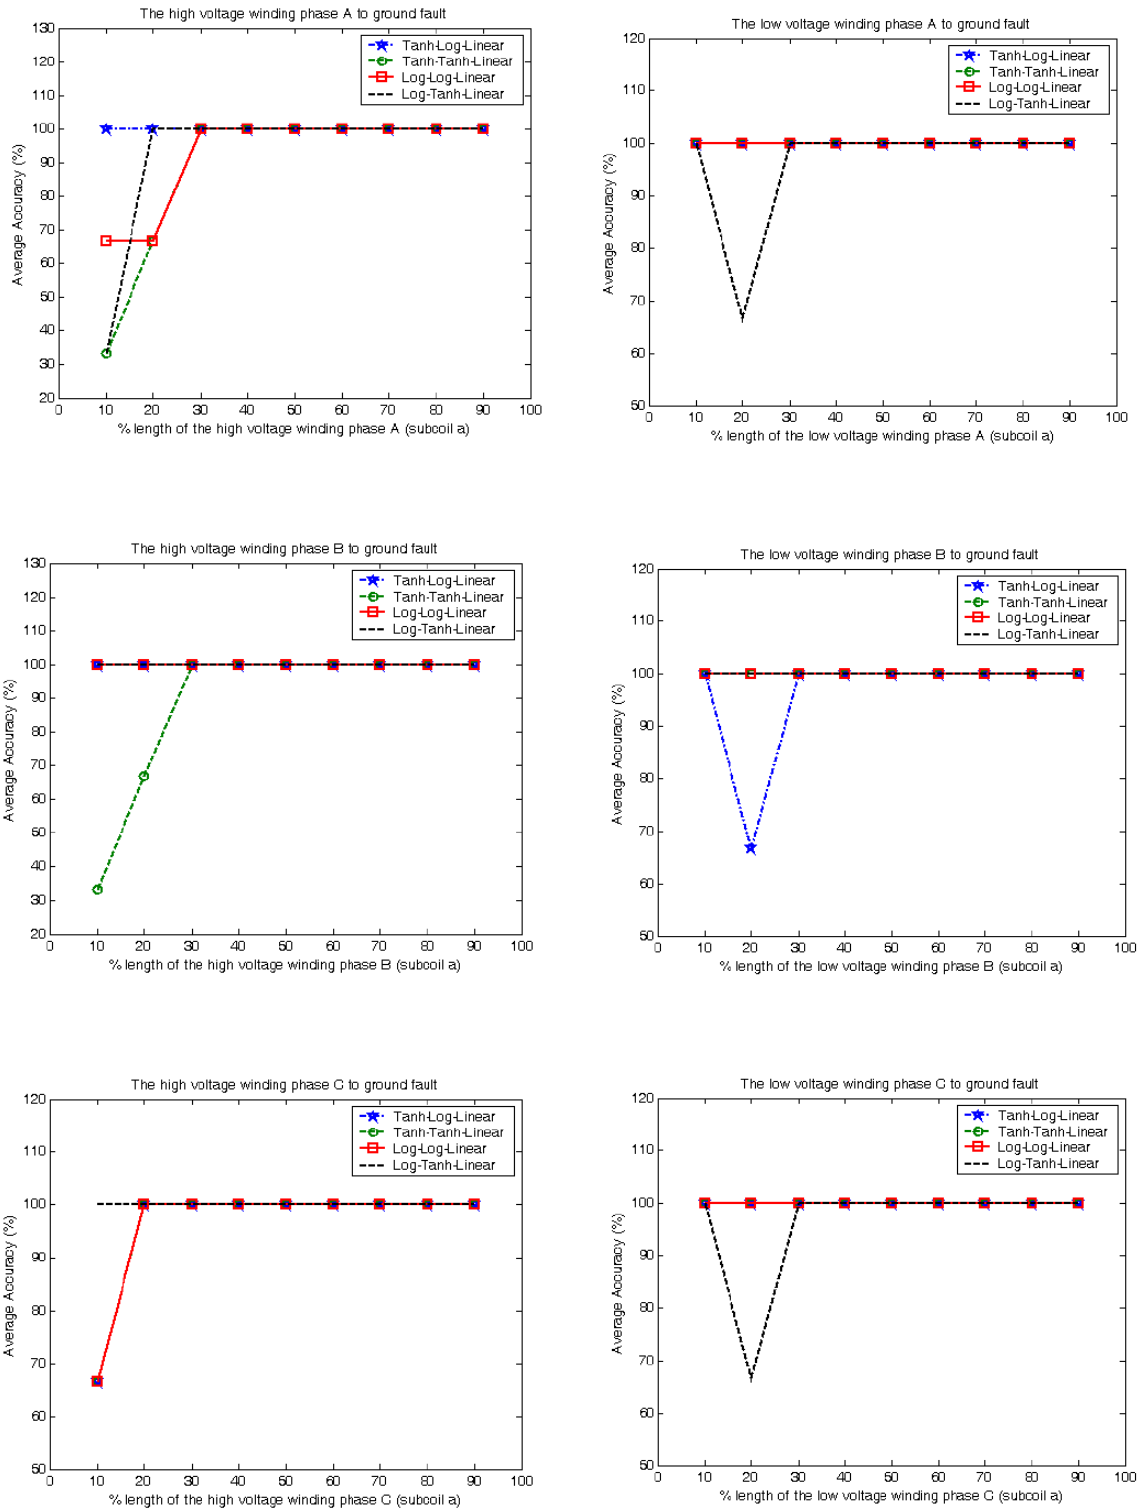 The high voltage winding phase A to ground fault
130
120
110
100
90
80
70
60
50
40
30
20
Average Accuracy (%)
Tanh-Log-Linear
Tanh-Tanh-Linear
Log-Log-Linear
Log-Tanh-Linear
0 10 20 30 40 50 60 70 80 90 100
% length of the high voltage winding phase A (subcoil a)
The low voltage winding phase A to ground fault
120
110
100
90
80
70
60
50
Average Accuracy (%)
Tanh-Log-Linear
Tanh-Tanh-Linear
Log-Log-Linear
Log-Tanh-Linear
0 10 20 30 40 50 60 70 80 90 100
% length of the low voltage winding phase A (subcoil a)
The high voltage winding phase B to ground fault
130
120
110
100
90
80
70
60
50
40
30
20
Average Accuracy (%)
Tanh-Log-Linear
Tanh-Tanh-Linear
Log-Log-Linear
Log-Tanh-Linear
0 10 20 30 40 50 60 70 80 90 100
% length of the high voltage winding phase B (subcoil a)
The low voltage winding phase B to ground fault
120
110
100
90
80
70
60
50
Average Accuracy (%)
Tanh-Log-Linear
Tanh-Tanh-Linear
Log-Log-Linear
Log-Tanh-Linear
0 10 20 30 40 50 60 70 80 90 100
% length of the low voltage winding phase B (subcoil a)
The high voltage winding phase C to ground fault
120
110
100
90
80
70
60
50
Average Accuracy (%)
Tanh-Log-Linear
Tanh-Tanh-Linear
Log-Log-Linear
Log-Tanh-Linear
0 10 20 30 40 50 60 70 80 90 100
% length of the high voltage winding phase C (subcoil a)
The low voltage winding phase C to ground fault
120
110
100
90
80
70
60
50
Average Accuracy (%)
Tanh-Log-Linear
Tanh-Tanh-Linear
Log-Log-Linear
Log-Tanh-Linear
0 10 20 30 40 50 60 70 80 90 100
% length of the low voltage winding phase C (subcoil a)